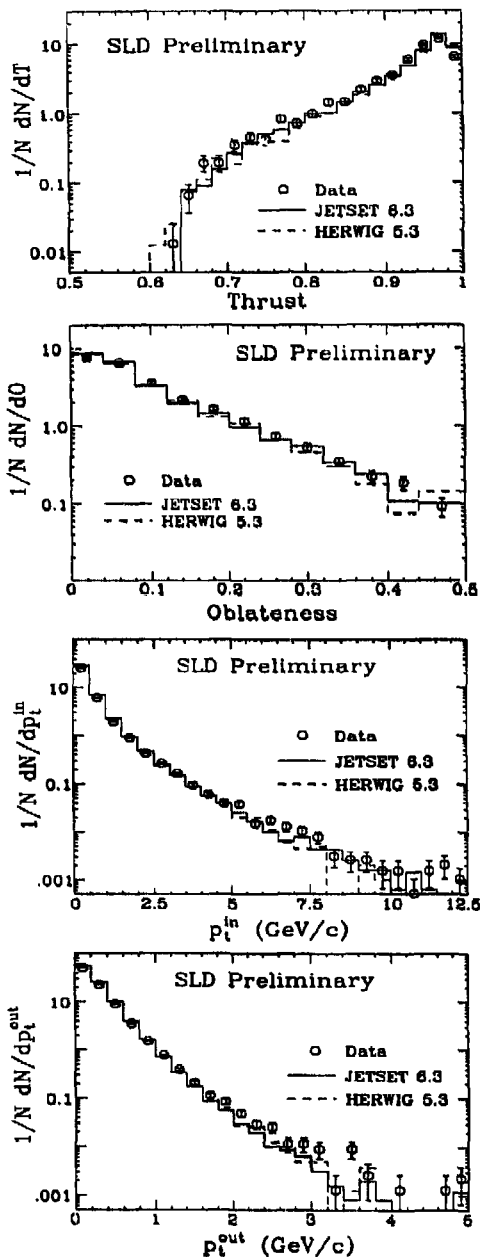 SLD Preliminary
1/N dN/dT
10.0
1.0
0.1
0.01
Data
JETSET 6.3
HERWIG 5.3
0.5 0.6 0.7 0.8 0.9 1
Thrust
SLD Preliminary
1/N dN/dO
10
1.0
0.1
Data
JETSET 6.3
HERWIG 5.3
0 0.1 0.2 0.3 0.4 0.5
Oblateness
SLD Preliminary
1/N dN/dp_t^in
10
0.1
.001
Data
JETSET 6.3
HERWIG 5.3
0 2.5 5 7.5 10 12.5
p_t^in (GeV/c)
SLD Preliminary
1/N dN/dp_t^out
10
0.1
.001
Data
JETSET 6.3
HERWIG 5.3
0 1 2 3 4 5
p_t^out (GeV/c)